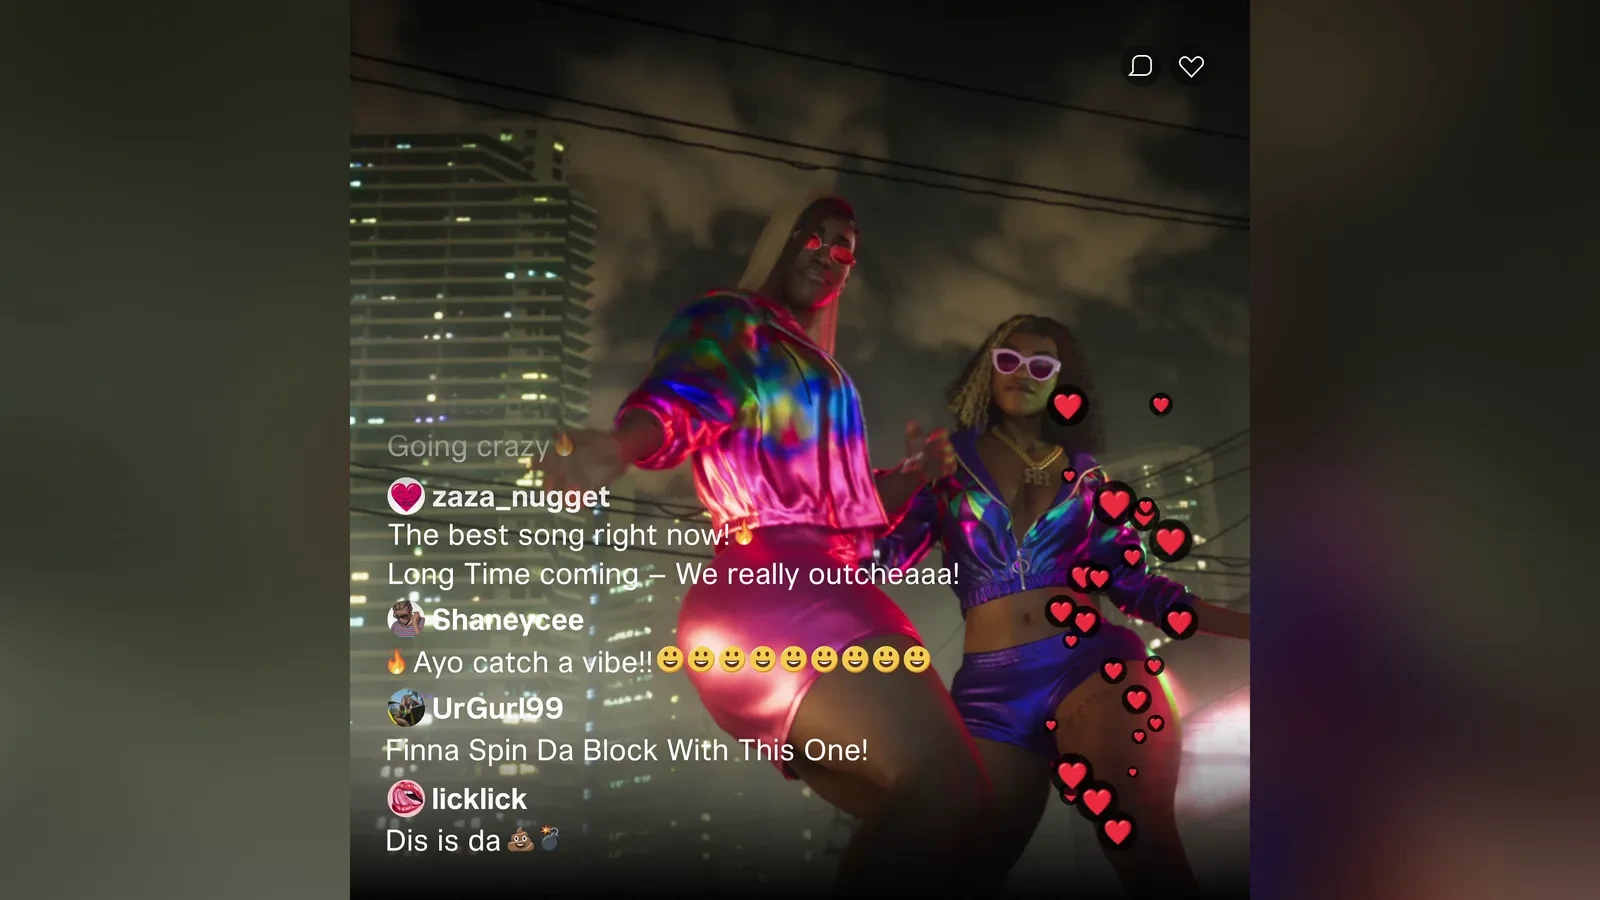 Going crazy🔥
zaza_nugget
The best song right now!🔥
Long Time coming – We really outcheaaa!
Shaneycee
🔥Ayo catch a vibe!!😀😀😀😀😀😀😀😀😀
UrGurl99
Finna Spin Da Block With This One!
licklick
Dis is da💩💣